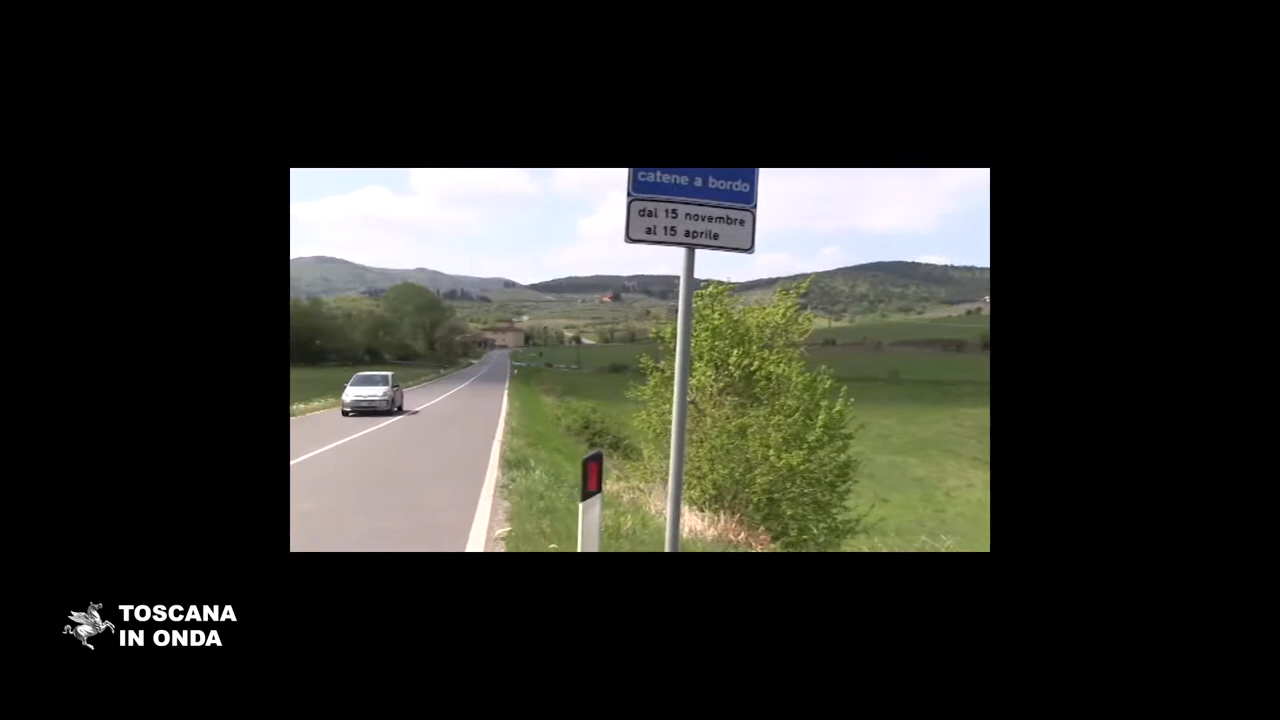 catene a bordo
dal 15 novembre
al 15 aprile
TOSCANA
IN ONDA